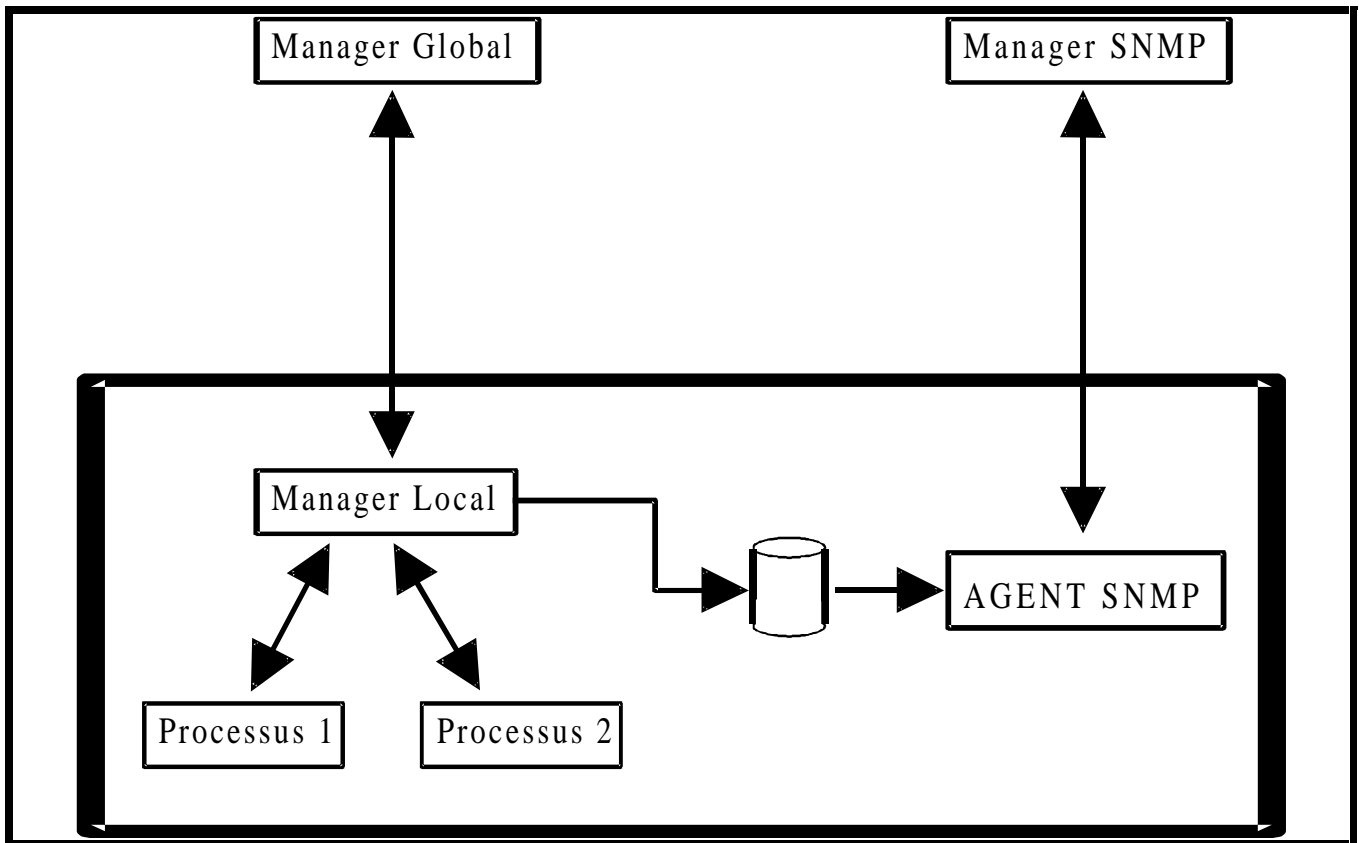 Manager Global
Manager SNMP
Manager Local
AGENT SNMP
Processus 1
Processus 2